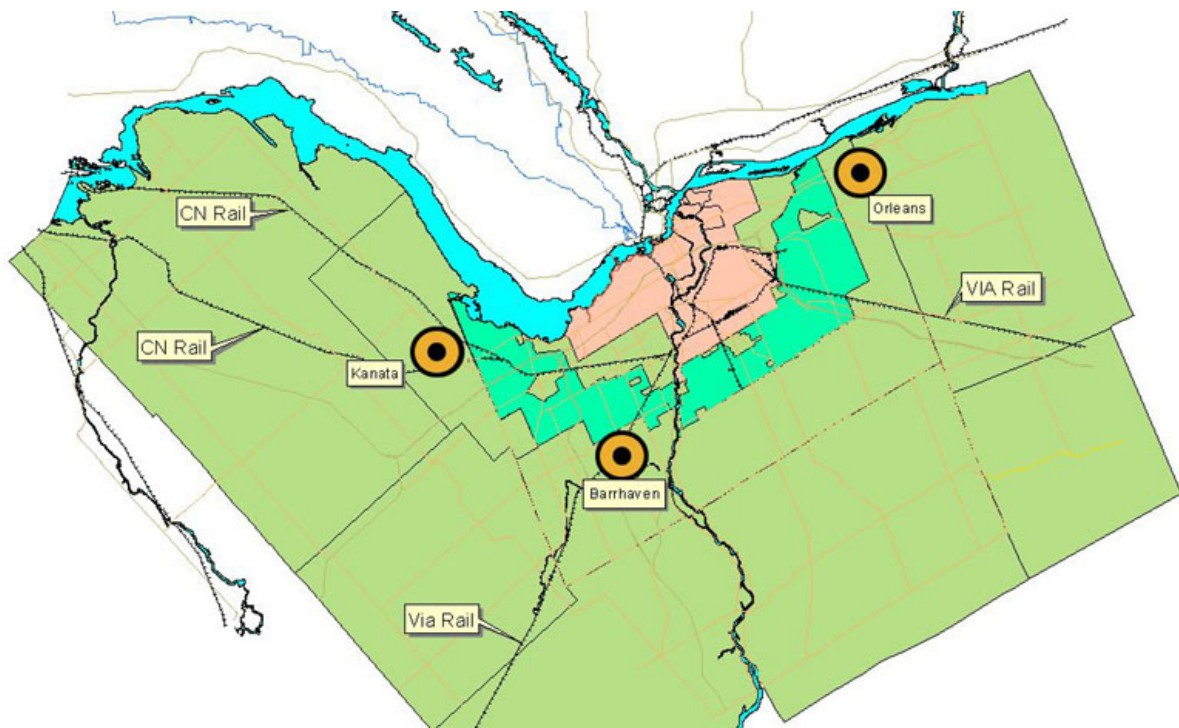 Orleans
CN Rail
VIA Rail
CN Rail
Kanata
Barrhaven
Via Rail